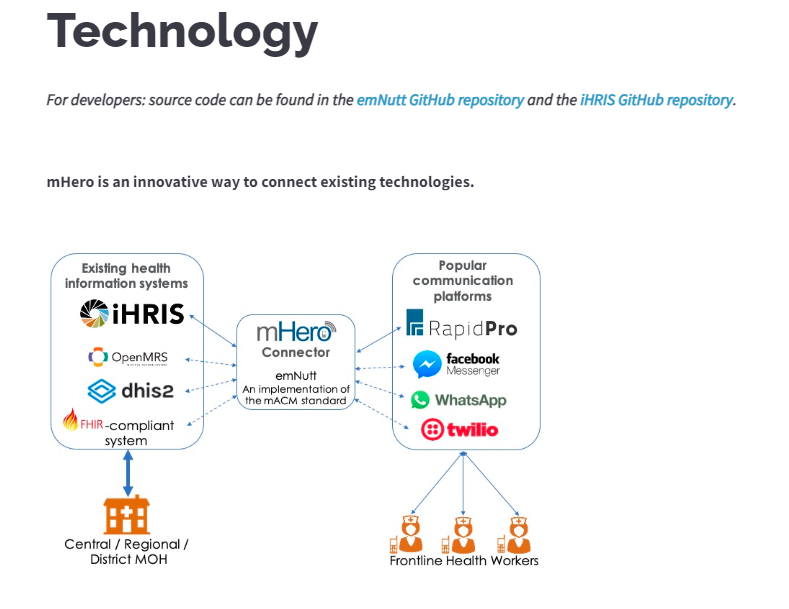 Technology
For developers: source code can be found in the emNutt GitHub repository and the iHRIS GitHub repository.
mHero is an innovative way to connect existing technologies.
Existing health
information systems
iHRIS
OpenMRS
dhis2
FHIR -compliant
system
Central / Regional /
District MOH
mHero
Connector
emNutt
An implementation of
the mACM standard
Popular
communication
platforms
RapidPro
facebook
Messenger
WhatsApp
twilio
Frontline Health Workers